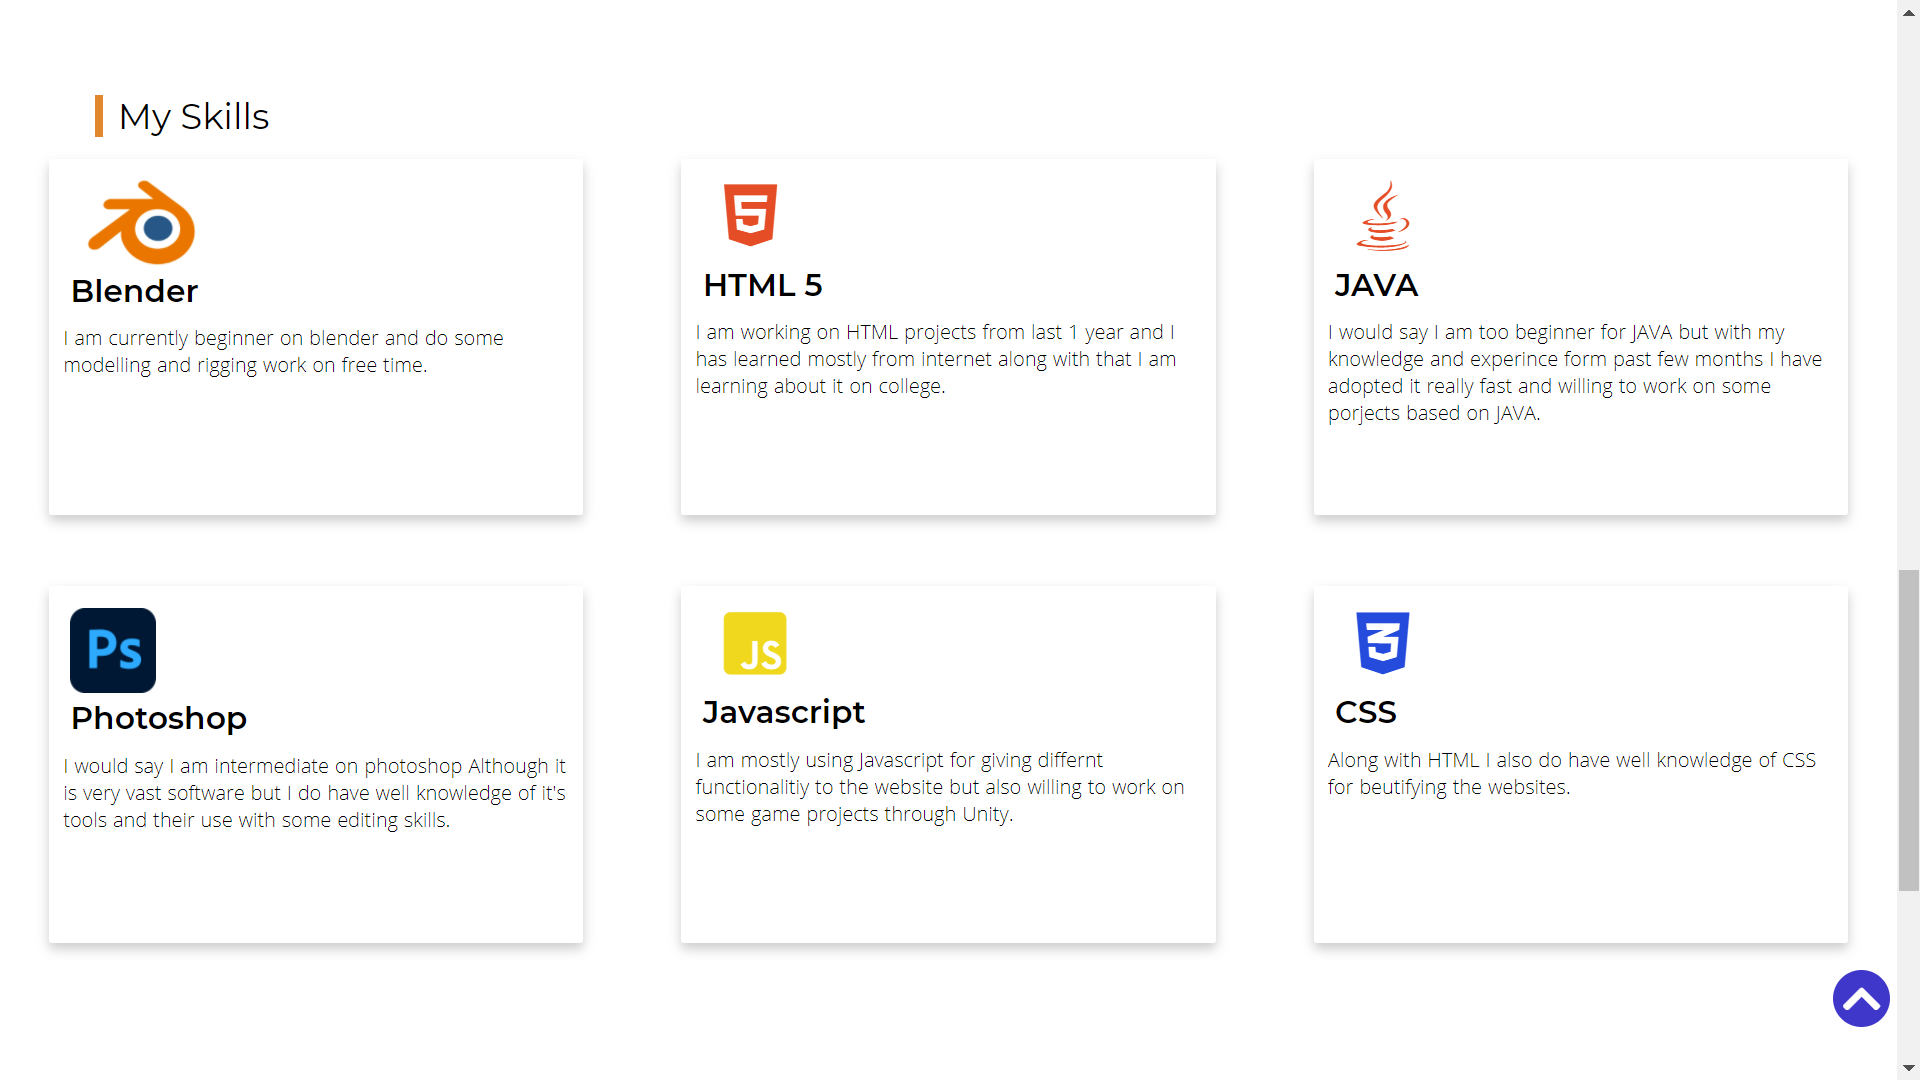 My Skills
Blender
I am currently beginner on blender and do some
modelling and rigging work on free time.
5
HTML 5
I am working on HTML projects from last 1 year and I
has learned mostly from internet along with that I am
learning about it on college.
JAVA
I would say I am too beginner for JAVA but with my
knowledge and experince form past few months I have
adopted it really fast and willing to work on some
porjects based on JAVA.
Ps
Photoshop
I would say I am intermediate on photoshop Although it
is very vast software but I do have well knowledge of it's
tools and their use with some editing skills.
JS
Javascript
I am mostly using Javascript for giving differnt
functionalitiy to the website but also willing to work on
some game projects through Unity.
3
CSS
Along with HTML I also do have well knowledge of CSS
for beutifying the websites.